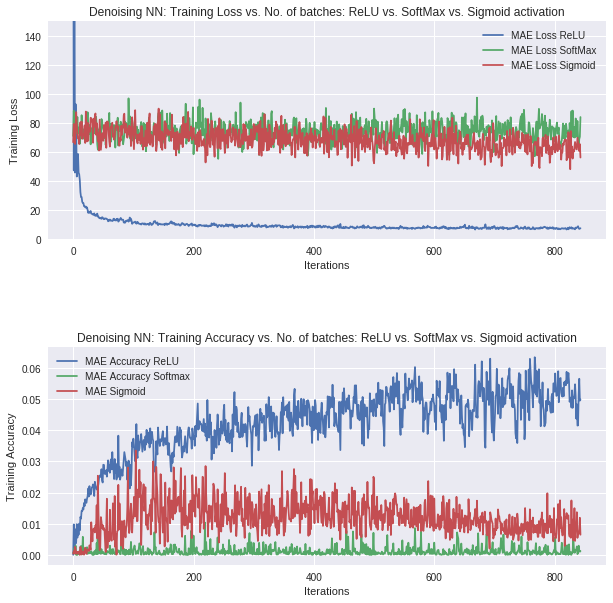 Denoising NN: Training Loss vs. No. of batches: ReLU vs. SoftMax vs. Sigmoid activation
140
120
100
80
60
40
20
0
Training Loss
MAE Loss ReLU
MAE Loss SoftMax
MAE Loss Sigmoid
0 200 400 600 800
Iterations
Denoising NN: Training Accuracy vs. No. of batches: ReLU vs. SoftMax vs. Sigmoid activation
0.06
0.05
0.04
0.03
0.02
0.01
0.00
Training Accuracy
MAE Accuracy ReLU
MAE Accuracy Softmax
MAE Sigmoid
0 200 400 600 800
Iterations